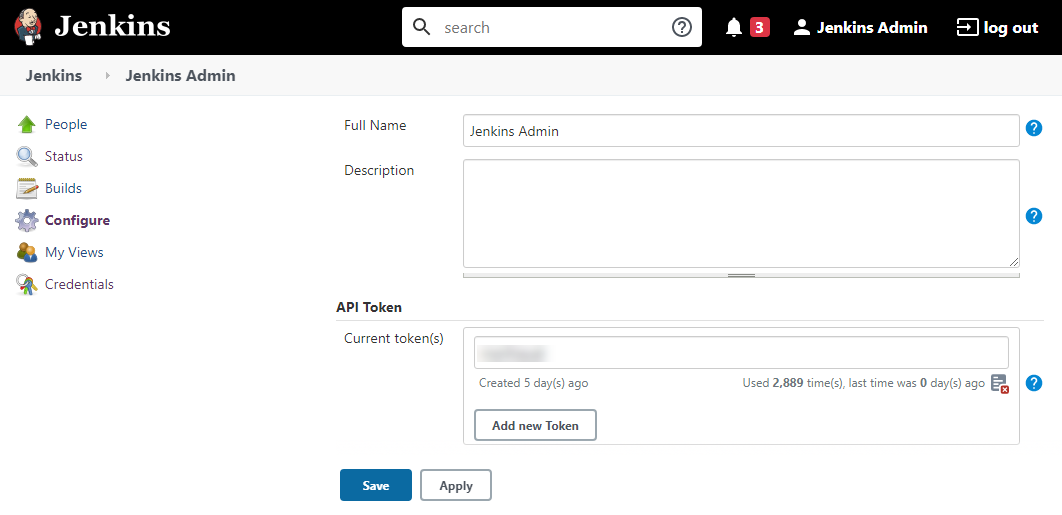 Jenkins
search
3
Jenkins Admin
log out
Jenkins
Jenkins Admin
People
Status
Builds
Configure
My Views
Credentials
Full Name
Jenkins Admin
Description
API Token
Current token(s)
Created 5 day(s) ago
Used 2,889 time(s), last time was 0 day(s) ago
Add new Token
Save
Apply